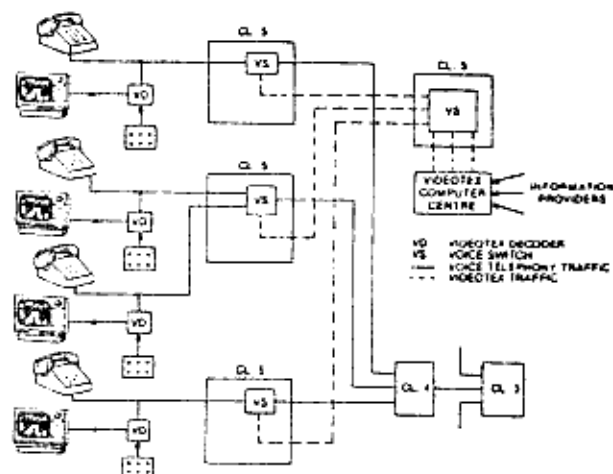 CL. 5
VS
VD
CL. 5
VS
VIDEOTEX
COMPUTER
CENTRE
INFORMATION
PROVIDERS
VD
CL. 5
VS
VD VIDEOTEX DECODER
VS VOICE SWITCH
VOICE TELEPHONY TRAFFIC
VIDEOTEX TRAFFIC
VD
CL. 5
VS
CL. 4
CL. 3
VD